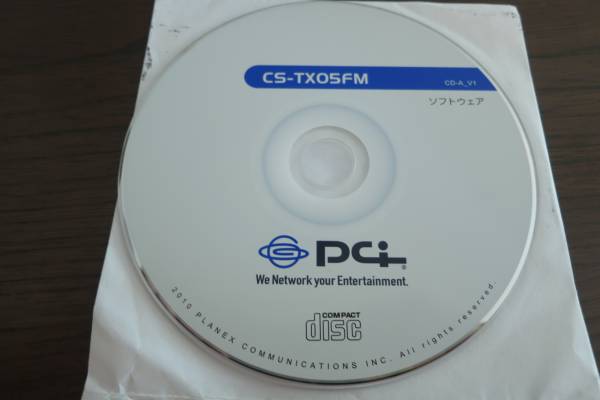 CS-TX05FM
CD-A_V1
ソフトウェア
PCi®
We Network your Entertainment.
COMPACT
disc
2010 PLANEX COMMUNICATIONS INC. All rights reserved.